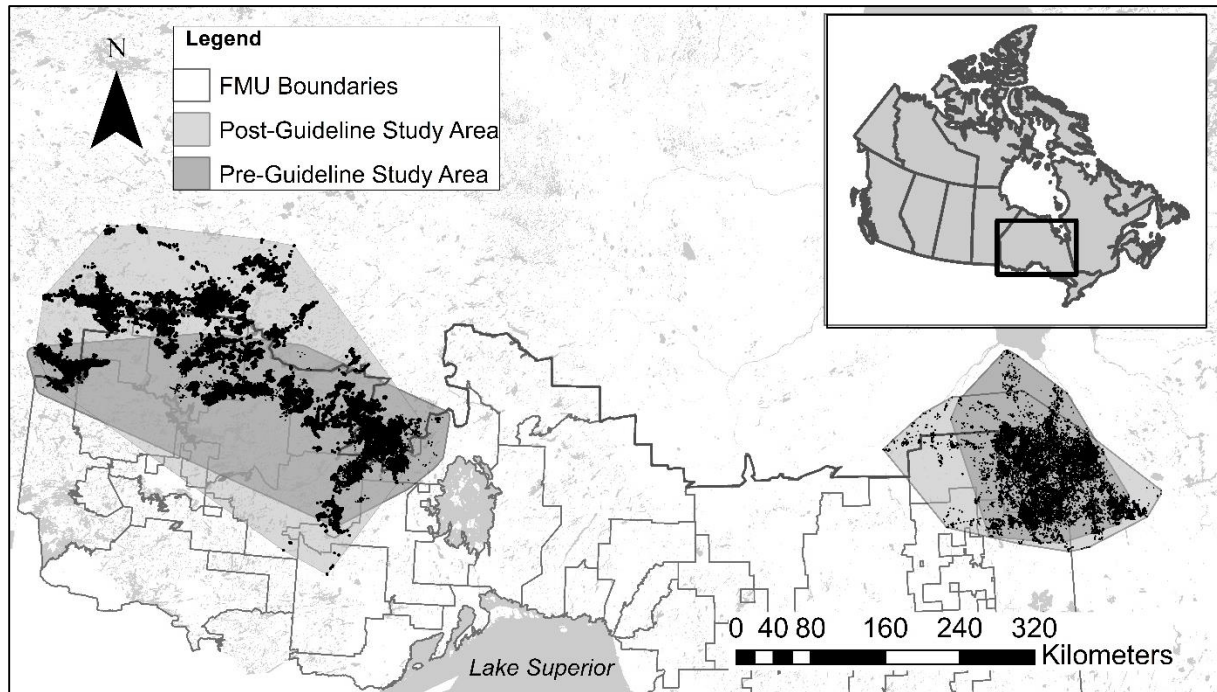 N
Legend
FMU Boundaries
Post-Guideline Study Area
Pre-Guideline Study Area
0 40 80 160 240 320
Kilometers
Lake Superior